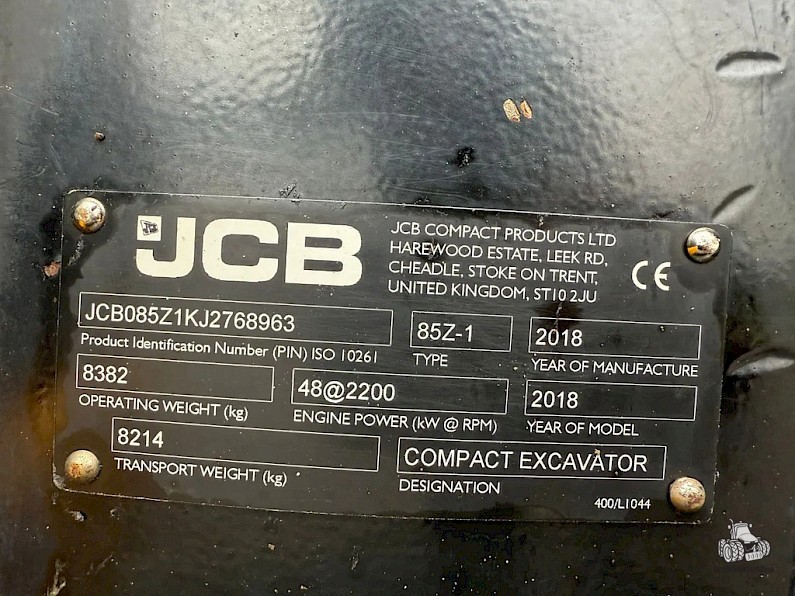 JCB
JCB COMPACT PRODUCTS LTD
HAREWOOD ESTATE, LEEK RD,
CHEADLE, STOKE ON TRENT,
UNITED KINGDOM, ST10 2JU
CE
JCB085Z1KJ2768963
Product Identification Number (PIN) ISO 10261
85Z-1
TYPE
2018
YEAR OF MANUFACTURE
8382
OPERATING WEIGHT (kg)
48@2200
ENGINE POWER (kW @ RPM)
2018
YEAR OF MODEL
8214
TRANSPORT WEIGHT (kg)
COMPACT EXCAVATOR
DESIGNATION
400/L1044